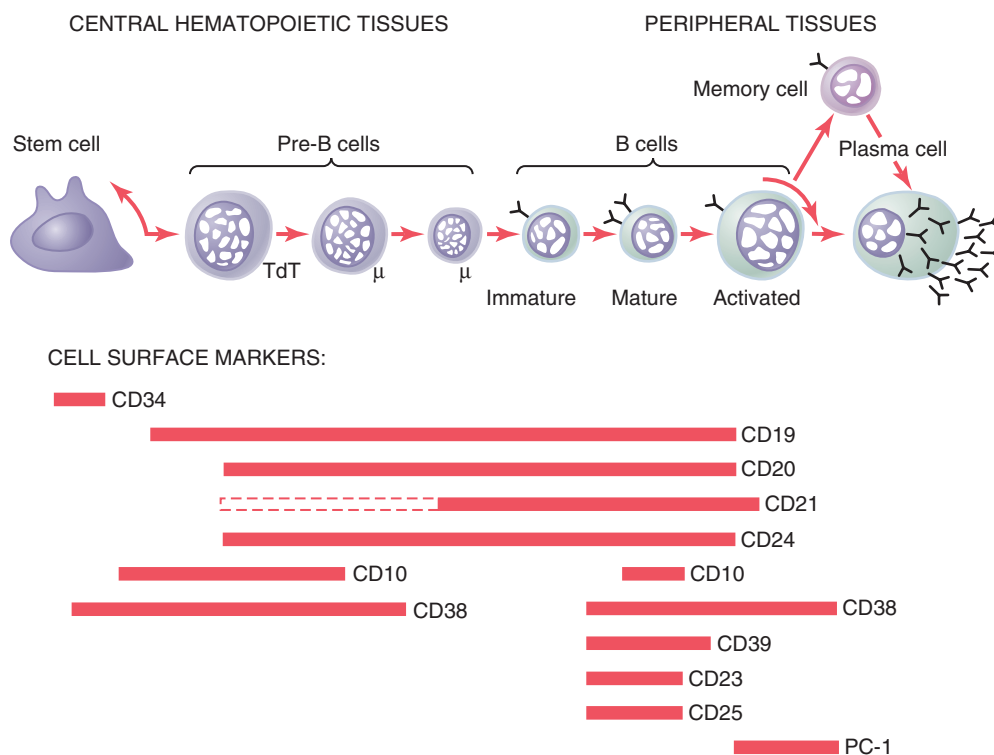 CENTRAL HEMATOPOIETIC TISSUES
PERIPHERAL TISSUES
Memory cell
Stem cell
Pre-B cells
B cells
Plasma cell
TdT
μ
μ
Immature
Mature
Activated
CELL SURFACE MARKERS:
CD34
CD19
CD20
CD21
CD24
CD10
CD10
CD38
CD38
CD39
CD23
CD25
PC-1